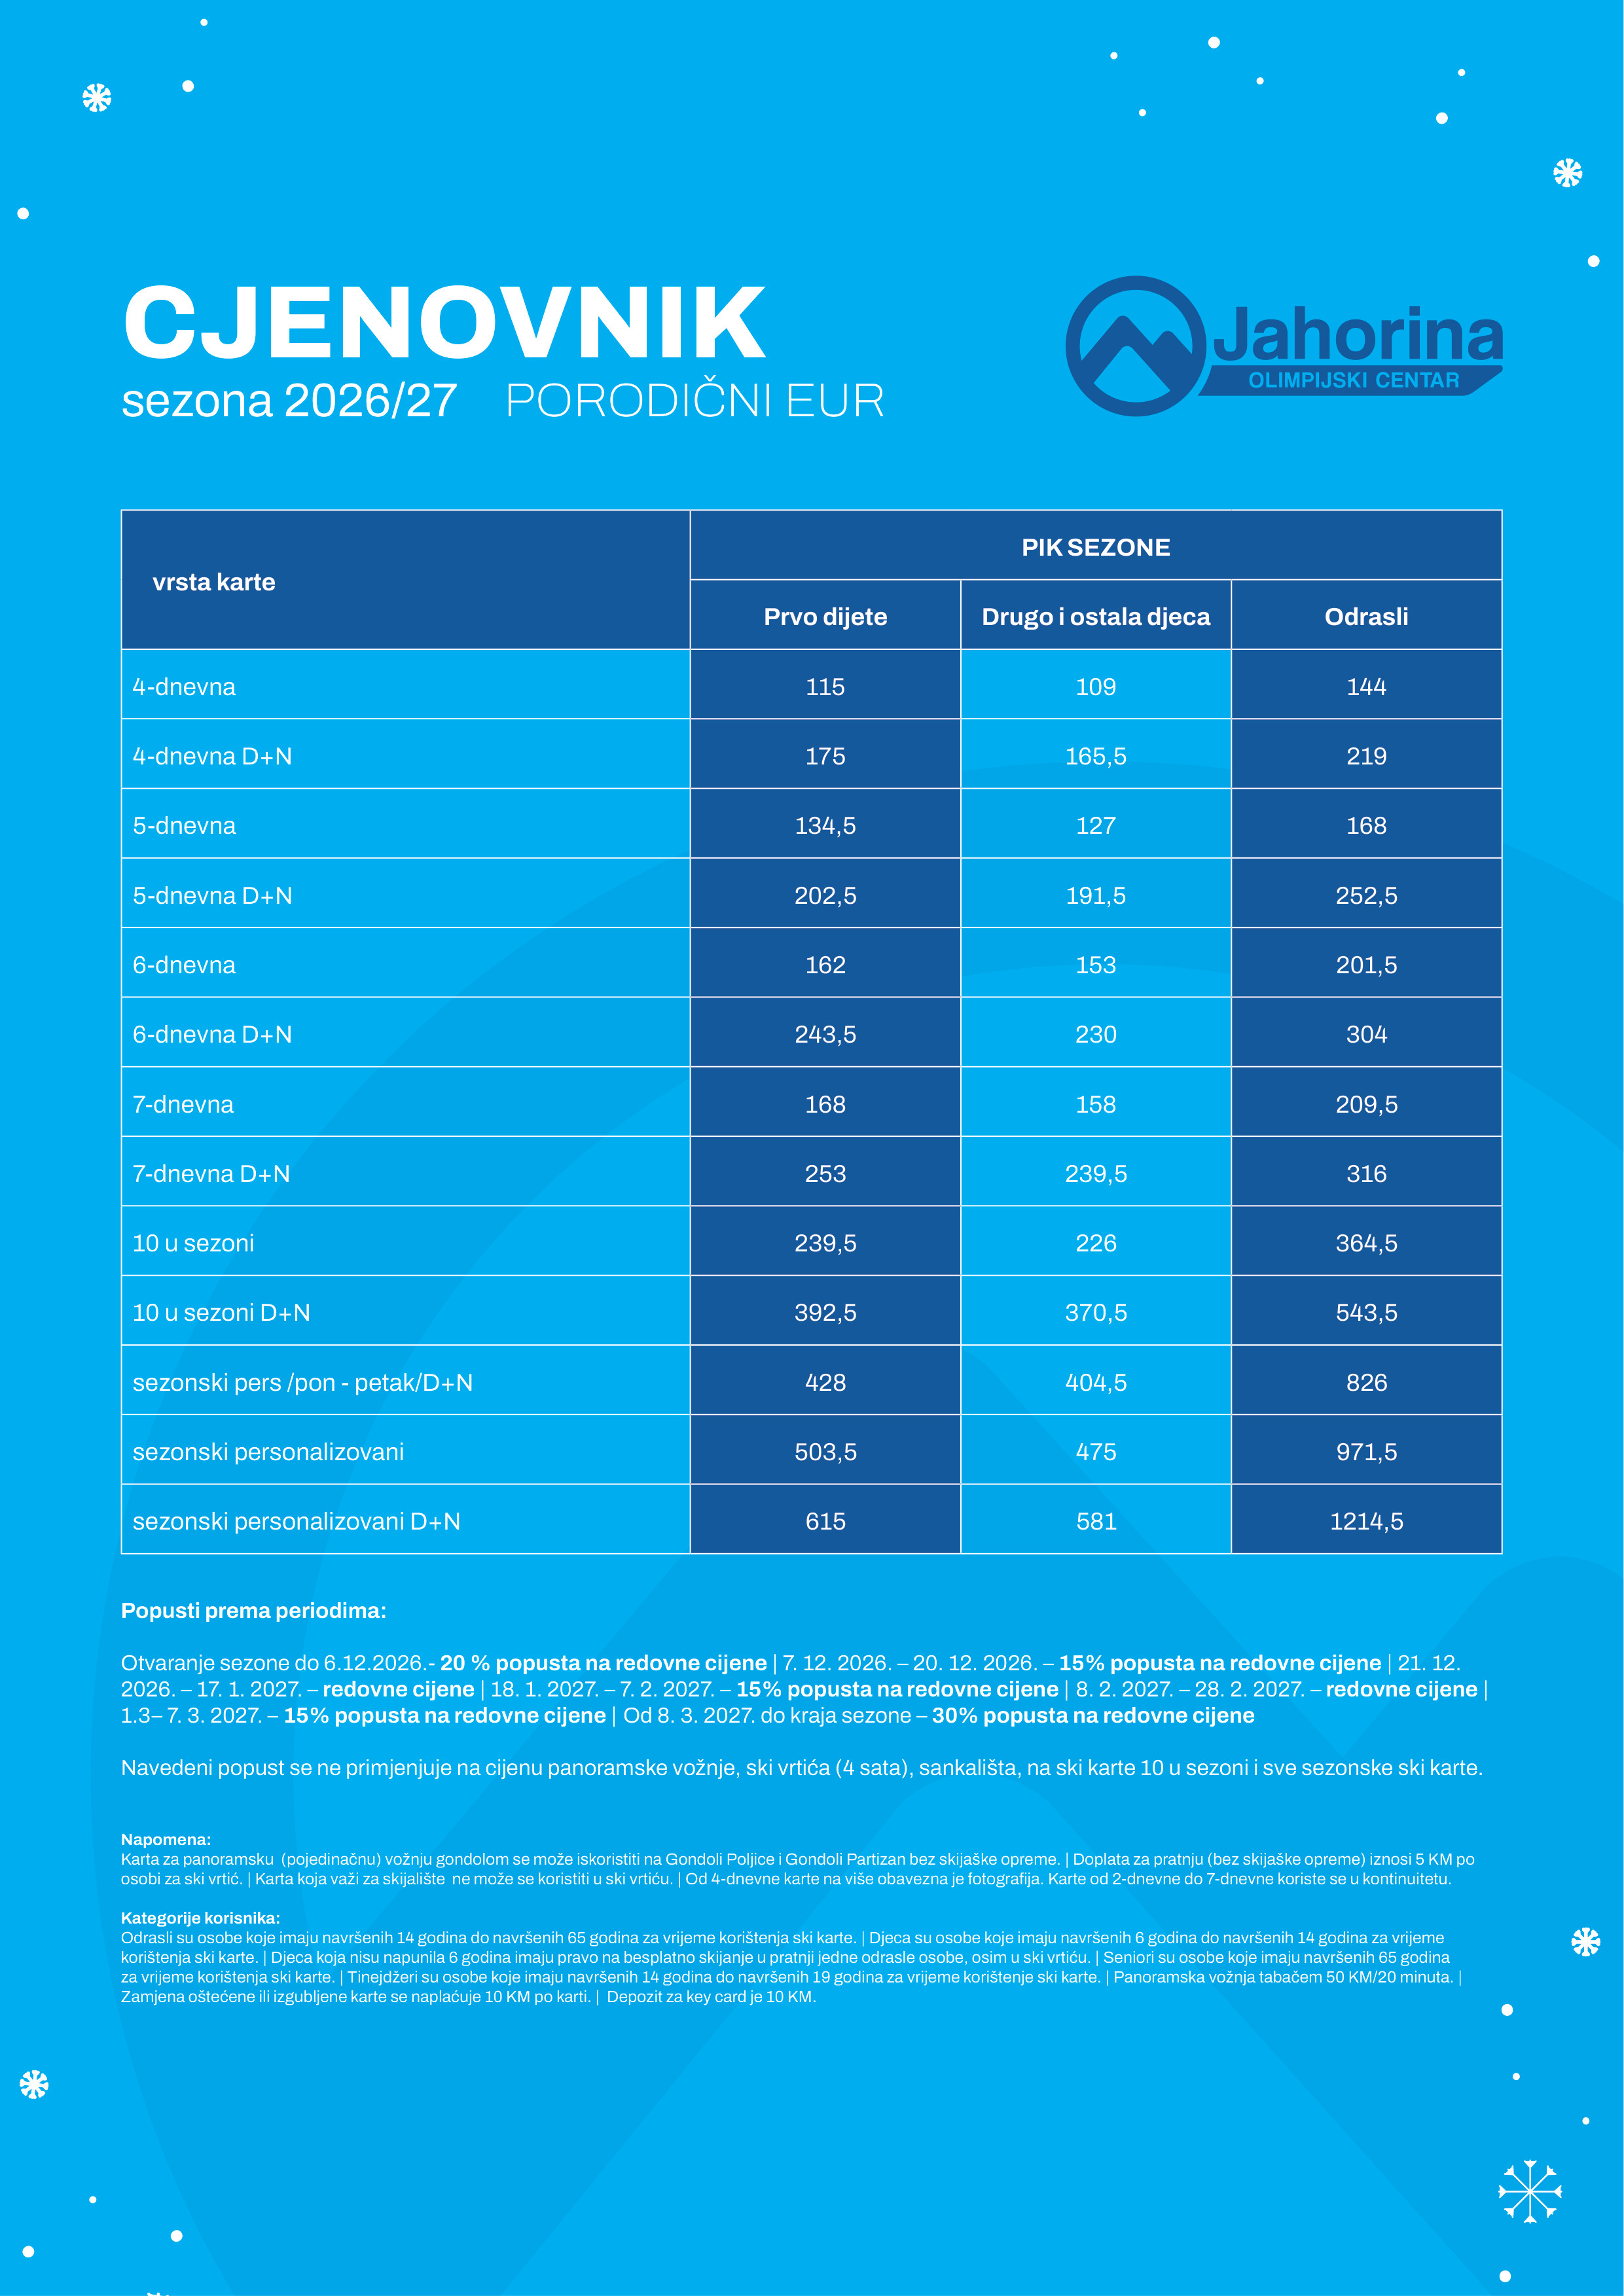 CJENOVNIK
sezona 2026/27 PORODIČNI EUR
Jahorina
OLIMPIJSKI CENTAR
vrsta karte
PIK SEZONE
Prvo dijete Drugo i ostala djeca Odrasli
4-dnevna 115 109 144
4-dnevna D+N 175 165,5 219
5-dnevna 134,5 127 168
5-dnevna D+N 202,5 191,5 252,5
6-dnevna 162 153 201,5
6-dnevna D+N 243,5 230 304
7-dnevna 168 158 209,5
7-dnevna D+N 253 239,5 316
10 u sezoni 239,5 226 364,5
10 u sezoni D+N 392,5 370,5 543,5
sezonski pers /pon - petak/D+N 428 404,5 826
sezonski personalizovani 503,5 475 971,5
sezonski personalizovani D+N 615 581 1214,5
Popusti prema periodima:
Otvaranje sezone do 6.12.2026.- 20 % popusta na redovne cijene | 7. 12. 2026. – 20. 12. 2026. – 15% popusta na redovne cijene | 21. 12.
2026. – 17. 1. 2027. – redovne cijene | 18. 1. 2027. – 7. 2. 2027. – 15% popusta na redovne cijene | 8. 2. 2027. – 28. 2. 2027. – redovne cijene |
1.3– 7. 3. 2027. – 15% popusta na redovne cijene | Od 8. 3. 2027. do kraja sezone – 30% popusta na redovne cijene
Navedeni popust se ne primjenjuje na cijenu panoramske vožnje, ski vrtića (4 sata), sankališta, na ski karte 10 u sezoni i sve sezonske ski karte.
Napomena:
Karta za panoramsku (pojedinačnu) vožnju gondolom se može iskoristiti na Gondoli Poljice i Gondoli Partizan bez skijaške opreme. | Doplata za pratnju (bez skijaške opreme) iznosi 5 KM po
osobi za ski vrtić. | Karta koja važi za skijalište ne može se koristiti u ski vrtiću. | Od 4-dnevne karte na više obavezna je fotografija. Karte od 2-dnevne do 7-dnevne koriste se u kontinuitetu.
Kategorije korisnika:
Odrasli su osobe koje imaju navršenih 14 godina do navršenih 65 godina za vrijeme korištenja ski karte. | Djeca su osobe koje imaju navršenih 6 godina do navršenih 14 godina za vrijeme
korištenja ski karte. | Djeca koja nisu napunila 6 godina imaju pravo na besplatno skijanje u pratnji jedne odrasle osobe, osim u ski vrtiću. | Seniori su osobe koje imaju navršenih 65 godina
za vrijeme korištenja ski karte. | Tinejdžeri su osobe koje imaju navršenih 14 godina do navršenih 19 godina za vrijeme korištenje ski karte. | Panoramska vožnja tabačem 50 KM/20 minuta. |
Zamjena oštećene ili izgubljene karte se naplaćuje 10 KM po karti. | Depozit za key card je 10 KM.